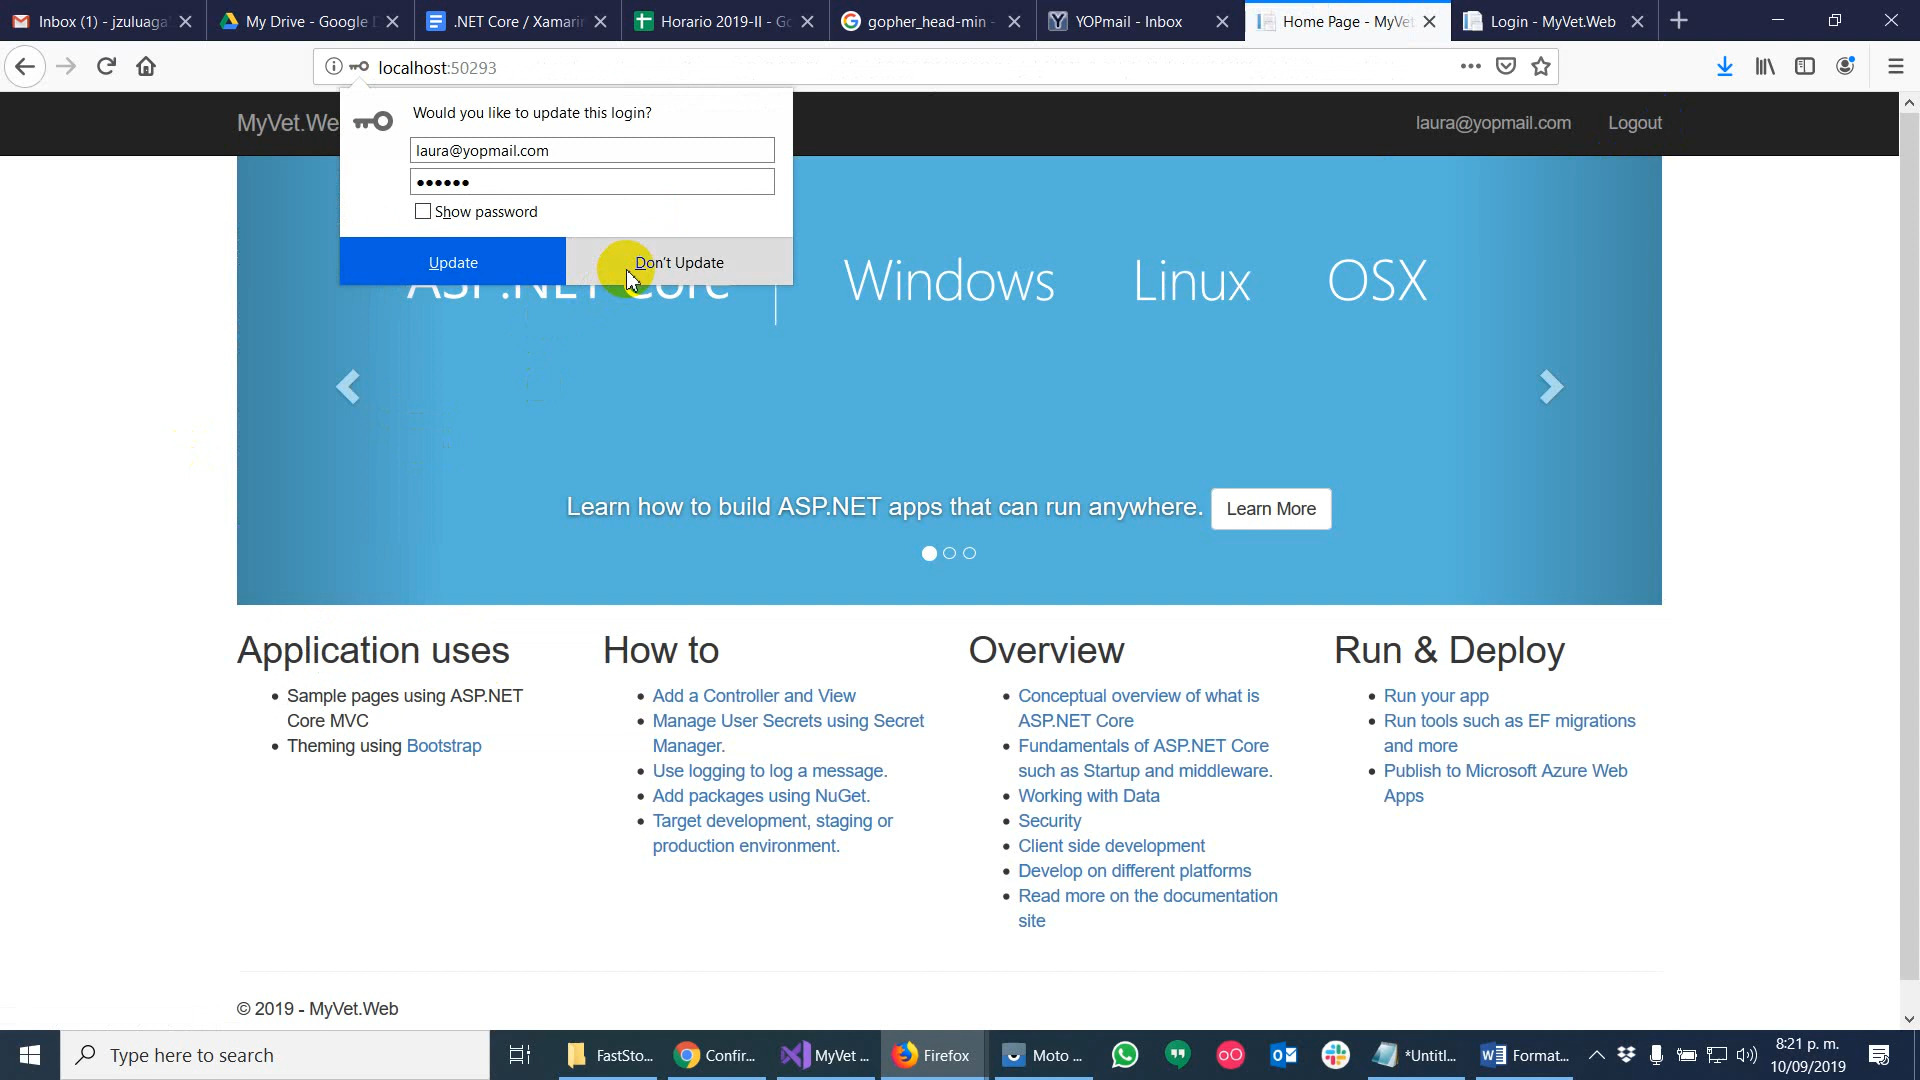 Inbox (1) - jzuluaga
My Drive - Google D
.NET Core / Xamarin
Horario 2019-II - Go
gopher_head-min -
YOPmail - Inbox
Home Page - MyVet
Login - MyVet.Web
localhost:50293
MyVet.We
laura@yopmail.com
Logout
Would you like to update this login?
laura@yopmail.com
••••••
Show password
Update
Don't Update
ASP.NET Core
Windows
Linux
OSX
Learn how to build ASP.NET apps that can run anywhere.
Learn More
Application uses
Sample pages using ASP.NET
Core MVC
Theming using Bootstrap
How to
Add a Controller and View
Manage User Secrets using Secret
Manager.
Use logging to log a message.
Add packages using NuGet.
Target development, staging or
production environment.
Overview
Conceptual overview of what is
ASP.NET Core
Fundamentals of ASP.NET Core
such as Startup and middleware.
Working with Data
Security
Client side development
Develop on different platforms
Read more on the documentation
site
Run & Deploy
Run your app
Run tools such as EF migrations
and more
Publish to Microsoft Azure Web
Apps
© 2019 - MyVet.Web
Type here to search
FastSto...
Confir...
MyVet ...
Firefox
Moto ...
*Untitl...
Format...
8:21 p. m.
10/09/2019